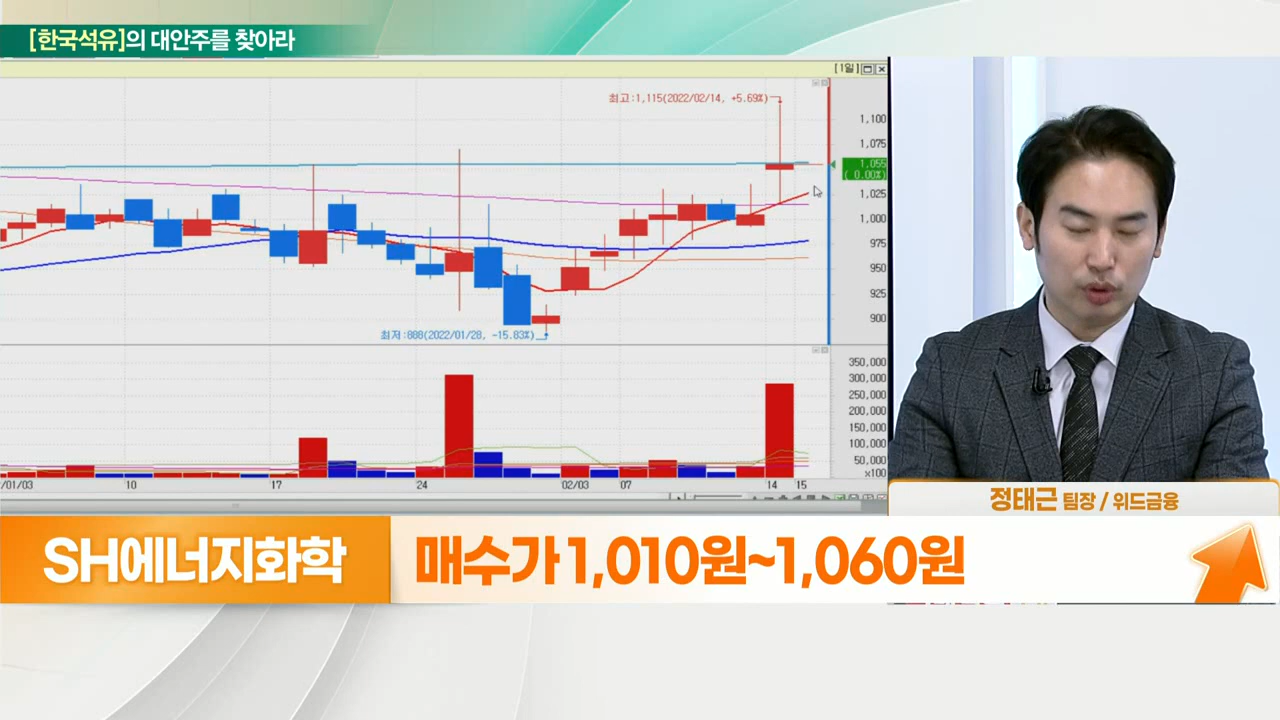 [한국석유]의 대안주를 찾아라
[1일]
최고:1,115(2022/02/14, +5.69%)
1,100
1,075
1,055
( 0.00%)
1,025
1,000
975
950
925
900
최저:888(2022/01/28, -15.83%)
350,000
300,000
250,000
200,000
150,000
100,000
50,000
x100
/01/03 10 17 24 02/03 07 14 15
정태근 팀장 / 위드금융
SH에너지화학
매수가 1,010원~1,060원